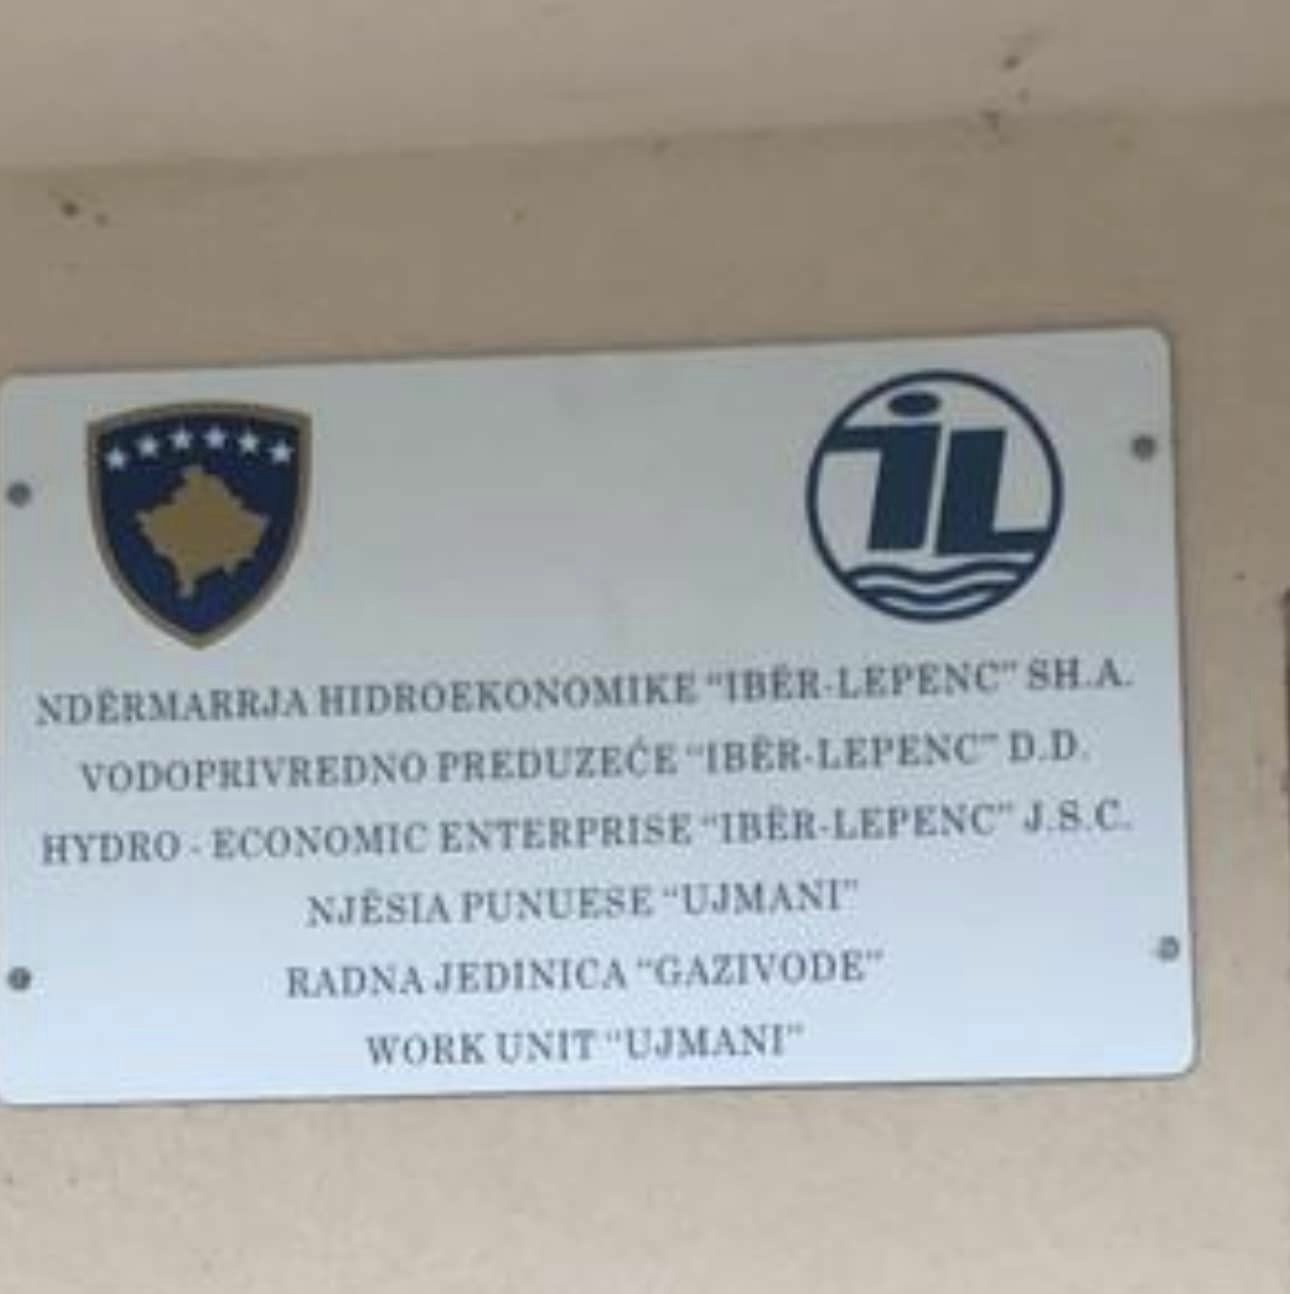 iL
NDËRMARRJA HIDROEKONOMIKE “IBËR-LEPENC” SH.A.
VODOPRIVREDNO PREDUZEĆE “IBËR-LEPENC” D.D.
HYDRO - ECONOMIC ENTERPRISE “IBËR-LEPENC” J.S.C.
NJËSIA PUNUESE “UJMANI”
RADNA JEDINICA “GAZIVODE”
WORK UNIT “UJMANI”